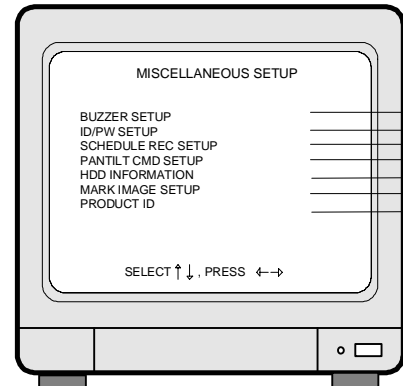 MISCELLANEOUS SETUP
BUZZER SETUP
ID/PW SETUP
SCHEDULE REC SETUP
PANTILT CMD SETUP
HDD INFORMATION
MARK IMAGE SETUP
PRODUCT ID
SELECT ↑ ↓ , PRESS ← →